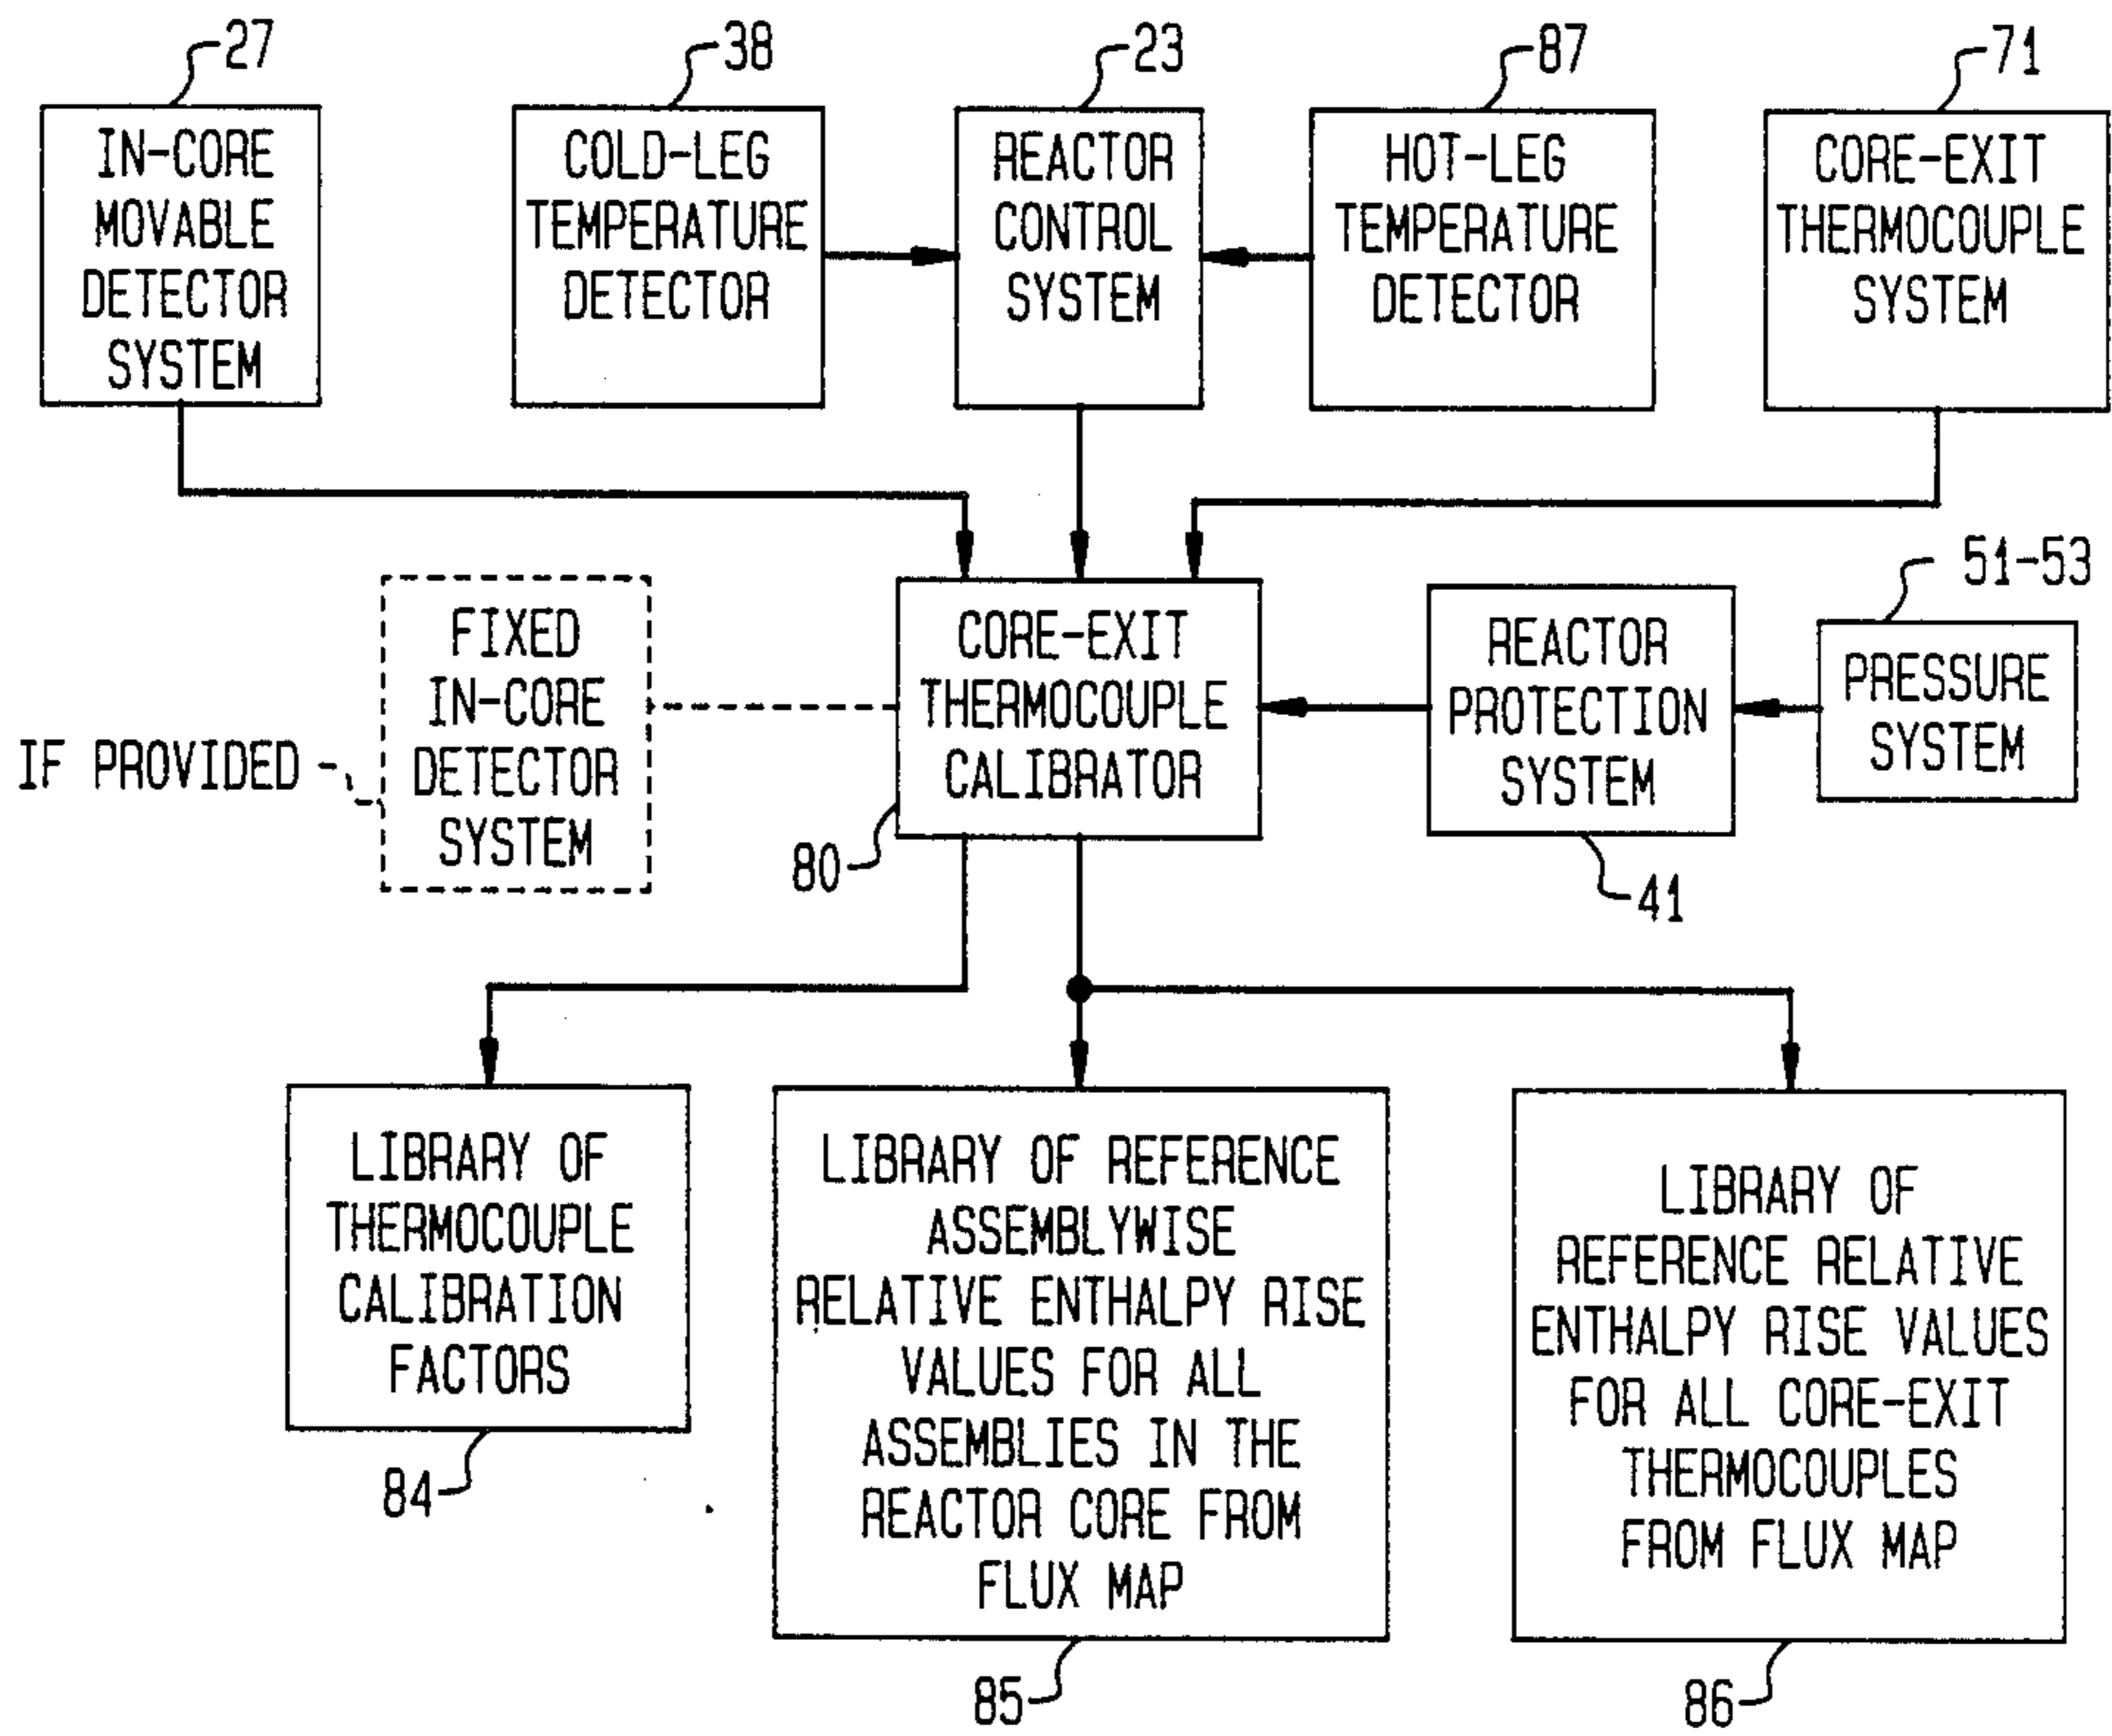 27
38
23
87
71
IN-CORE
MOVABLE
DETECTOR
SYSTEM
COLD-LEG
TEMPERATURE
DETECTOR
REACTOR
CONTROL
SYSTEM
HOT-LEG
TEMPERATURE
DETECTOR
CORE-EXIT
THERMOCOUPLE
SYSTEM
IF PROVIDED
FIXED
IN-CORE
DETECTOR
SYSTEM
CORE-EXIT
THERMOCOUPLE
CALIBRATOR
80
REACTOR
PROTECTION
SYSTEM
41
51-53
PRESSURE
SYSTEM
LIBRARY OF
THERMOCOUPLE
CALIBRATION
FACTORS
84
LIBRARY OF REFERENCE
ASSEMBLYWISE
RELATIVE ENTHALPY RISE
VALUES FOR ALL
ASSEMBLIES IN THE
REACTOR CORE FROM
FLUX MAP
85
LIBRARY OF
REFERENCE RELATIVE
ENTHALPY RISE VALUES
FOR ALL CORE-EXIT
THERMOCOUPLES
FROM FLUX MAP
86